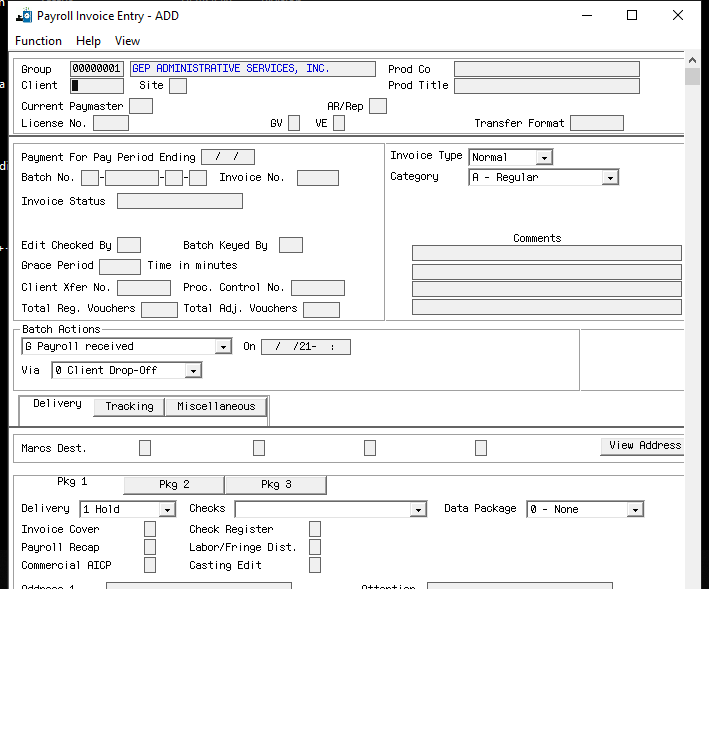 Payroll Invoice Entry - ADD
Function Help View
Group 00000001 GEP ADMINISTRATIVE SERVICES, INC. Prod Co
Client Site Prod Title
Current Paymaster AR/Rep
License No. GV VE Transfer Format
Payment For Pay Period Ending / / Invoice Type Normal
Batch No. - - - Invoice No. Category A - Regular
Invoice Status
Comments
Edit Checked By Batch Keyed By
Grace Period Time in minutes
Client Xfer No. Proc. Control No.
Total Reg. Vouchers Total Adj. Vouchers
Batch Actions
G Payroll received On / /21- :
Via 0 Client Drop-Off
Delivery Tracking Miscellaneous
Marcs Dest. View Address
Pkg 1 Pkg 2 Pkg 3
Delivery 1 Hold Checks Data Package 0 - None
Invoice Cover Check Register
Payroll Recap Labor/Fringe Dist.
Commercial AICP Casting Edit